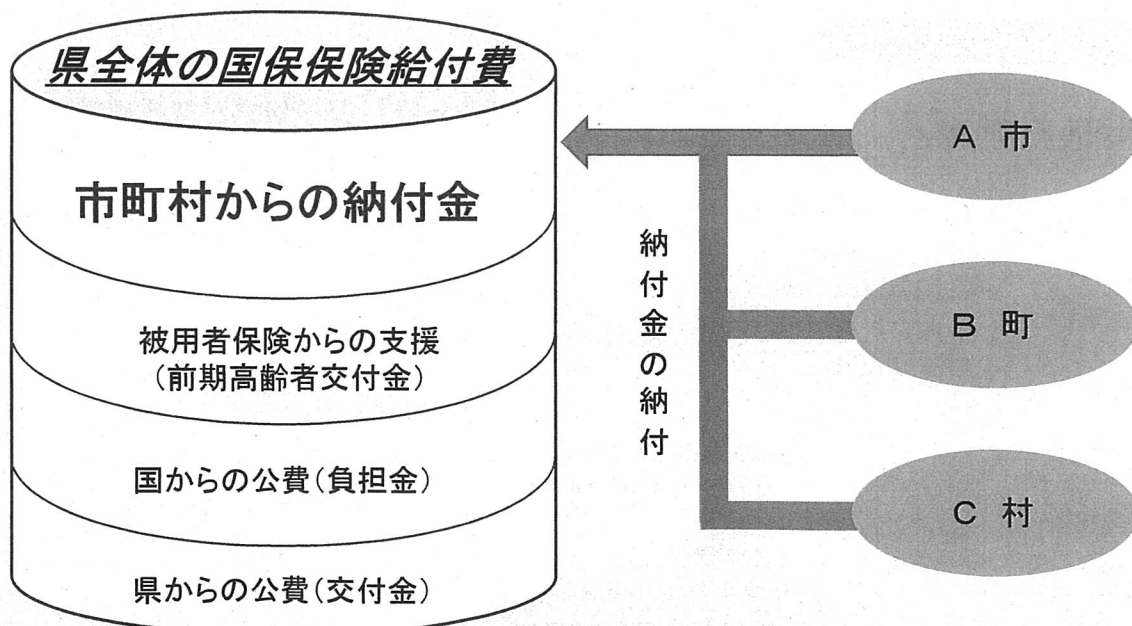 県全体の国保保険給付費
市町村からの納付金
被用者保険からの支援
(前期高齢者交付金)
国からの公費(負担金)
県からの公費(交付金)
納付金の納付
A 市
B 町
C 村